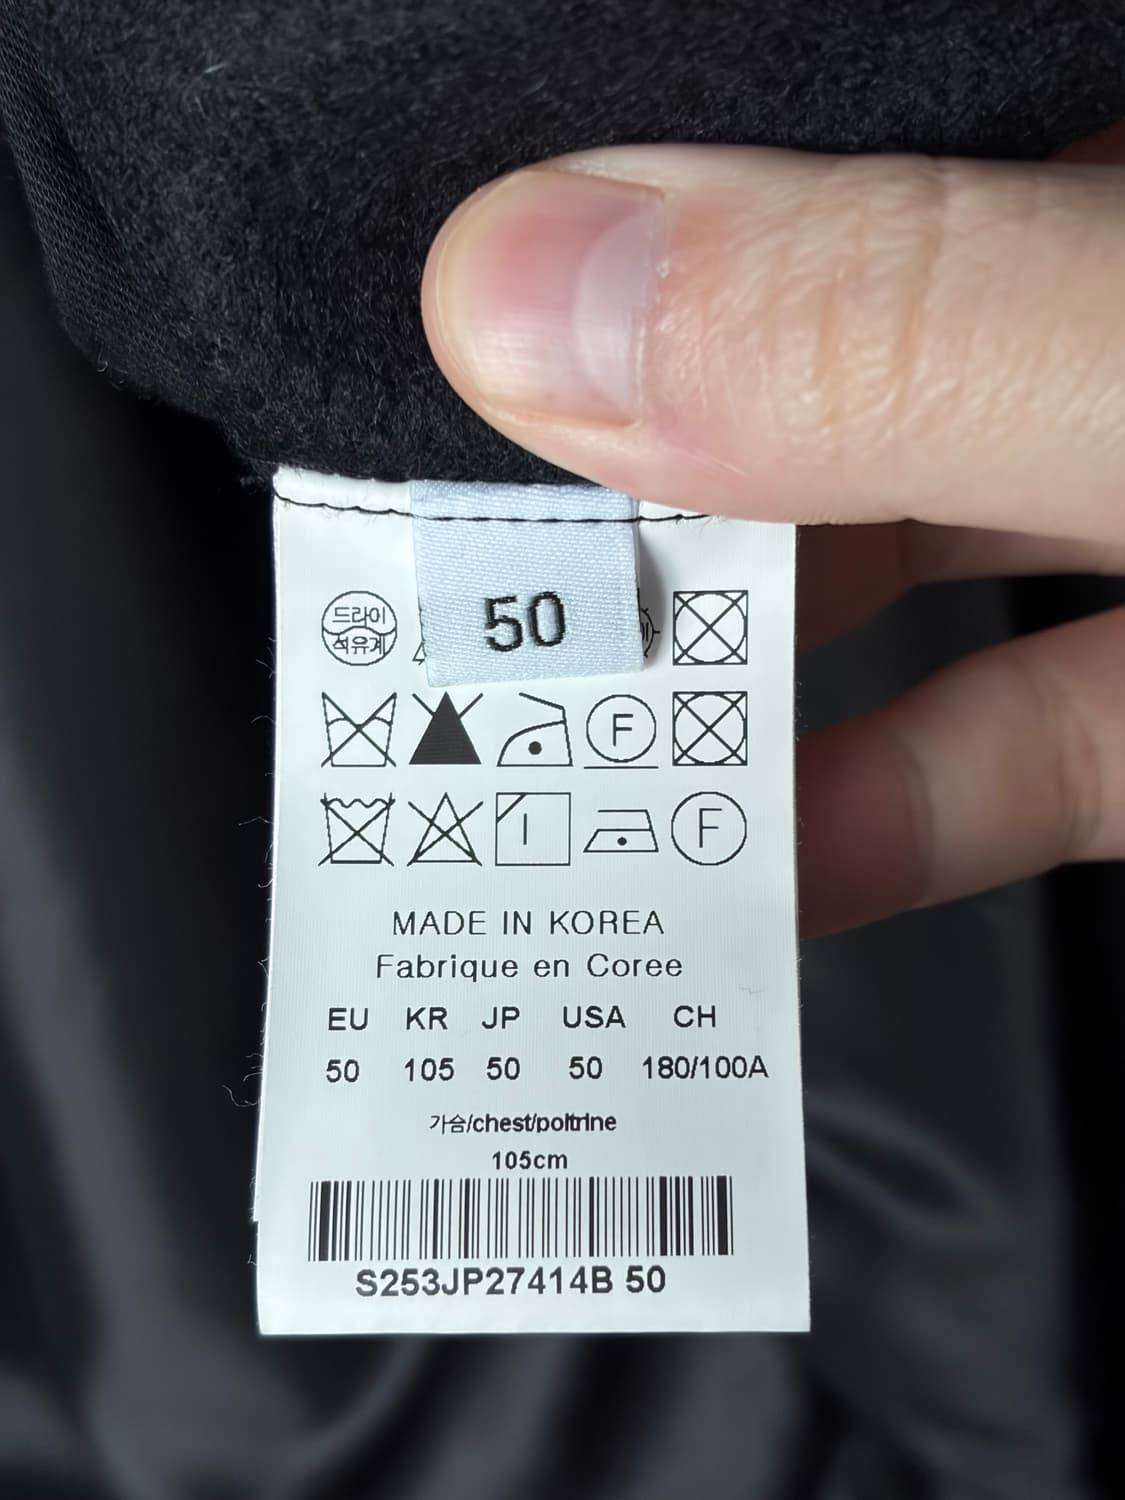 50
드라이
석유계
F
F
MADE IN KOREA
Fabrique en Coree
EU KR JP USA CH
50 105 50 50 180/100A
가슴/chest/poitrine
105cm
S253JP27414B 50